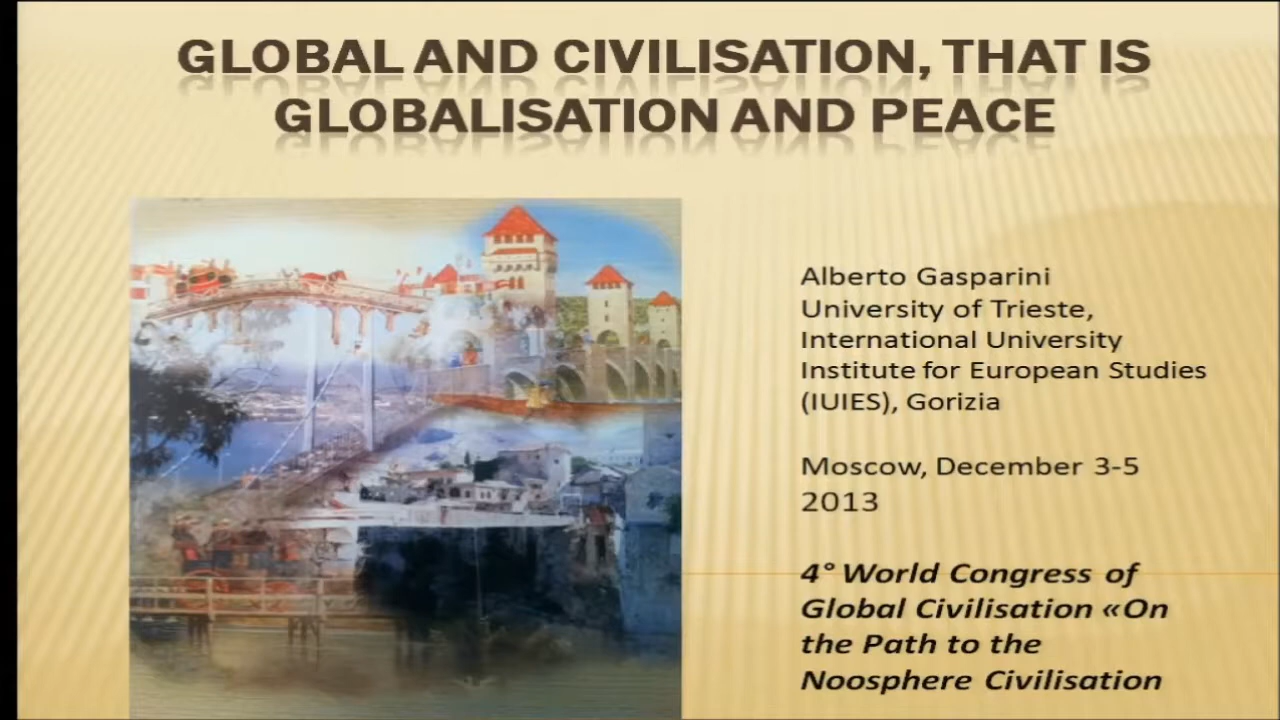 GLOBAL AND CIVILISATION, THAT IS
GLOBALISATION AND PEACE
Alberto Gasparini
University of Trieste,
International University
Institute for European Studies
(IUIES), Gorizia
Moscow, December 3-5
2013
4° World Congress of
Global Civilisation «On
the Path to the
Noosphere Civilisation